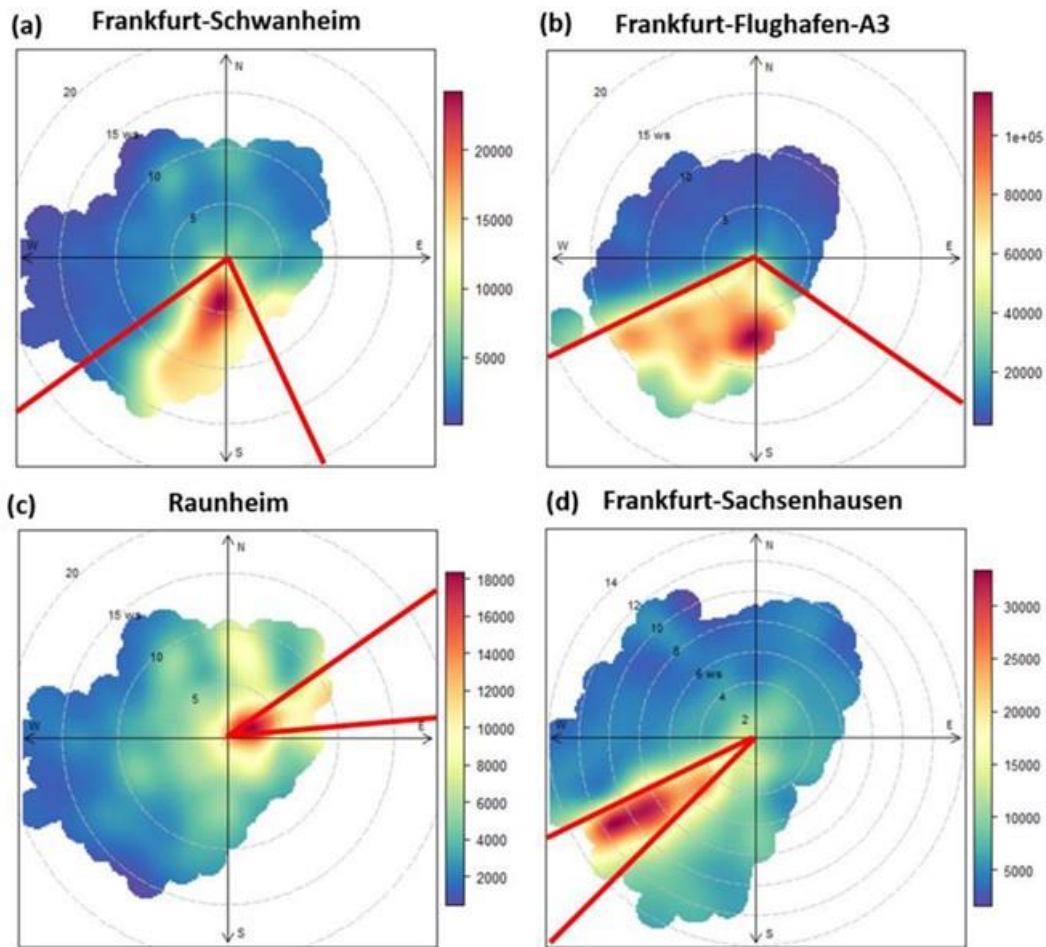 (a) Frankfurt-Schwanheim
N
20
15 ws
10
5
W
E
S
20000
15000
10000
5000
(b) Frankfurt-Flughafen-A3
N
20
15 ws
10
5
W
E
S
1e+05
80000
60000
40000
20000
(c) Raunheim
N
20
15 ws
10
5
W
E
S
18000
16000
14000
12000
10000
8000
6000
4000
2000
(d) Frankfurt-Sachsenhausen
N
14
12
10
8
6 ws
4
2
W
E
S
30000
25000
20000
15000
10000
5000